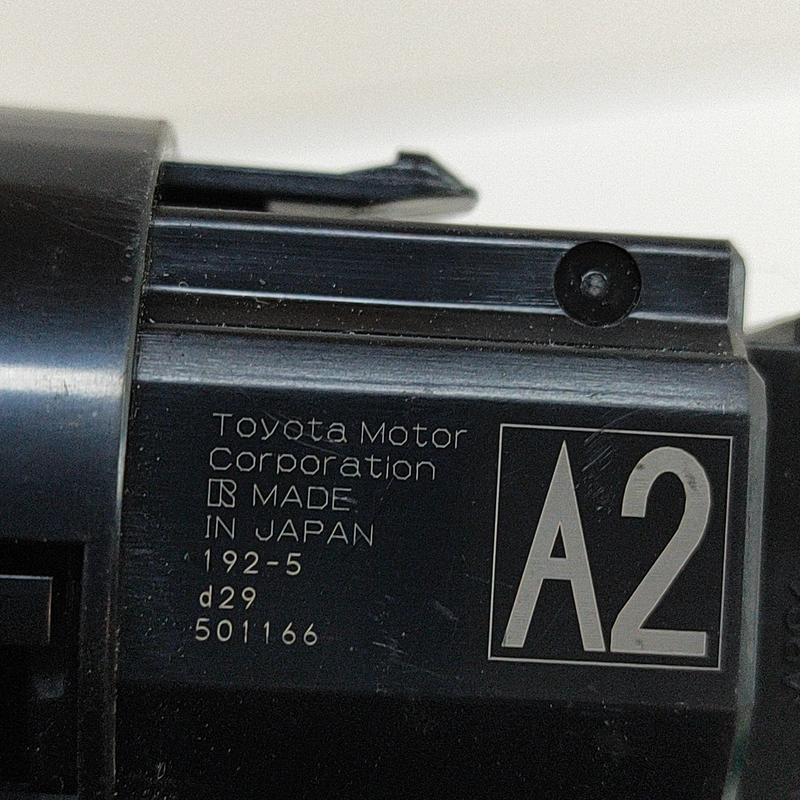 Toyota Motor
Corporation
MADE
IN JAPAN
192-5
d29
501166
A2